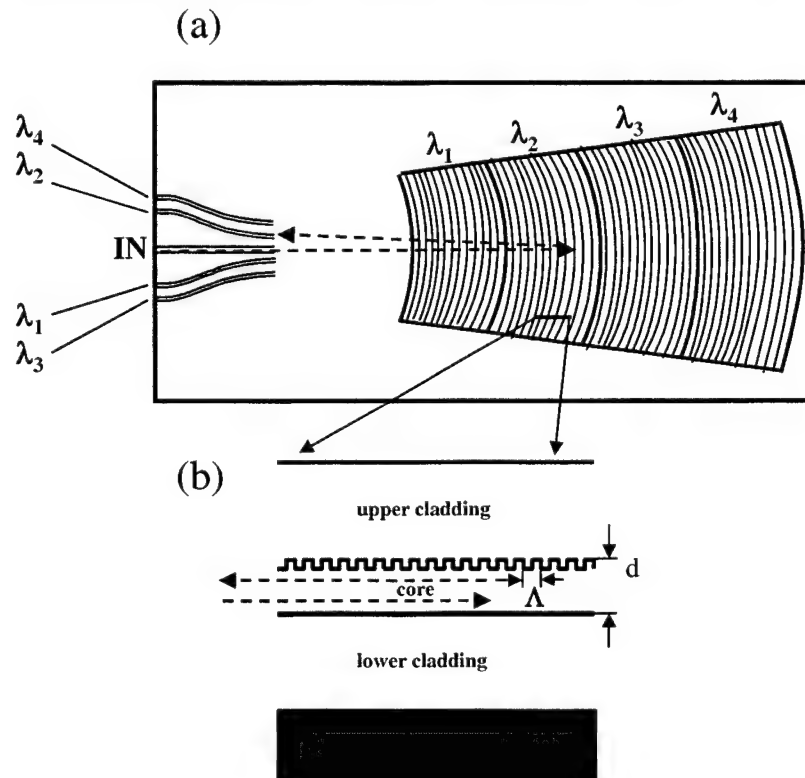 (a)
λ₁ λ₂ λ₃ λ₄
λ₄
λ₂
IN
λ₁
λ₃
(b)
upper cladding
d
core
Λ
lower cladding